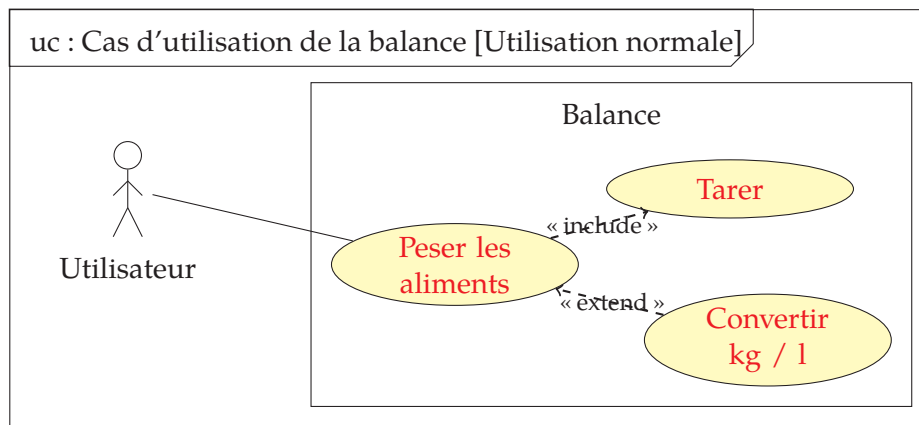 uc : Cas d’utilisation de la balance [Utilisation normale]
Balance
Tarer
« include »
Peser les
aliments
Utilisateur
« extend »
Convertir
kg / l